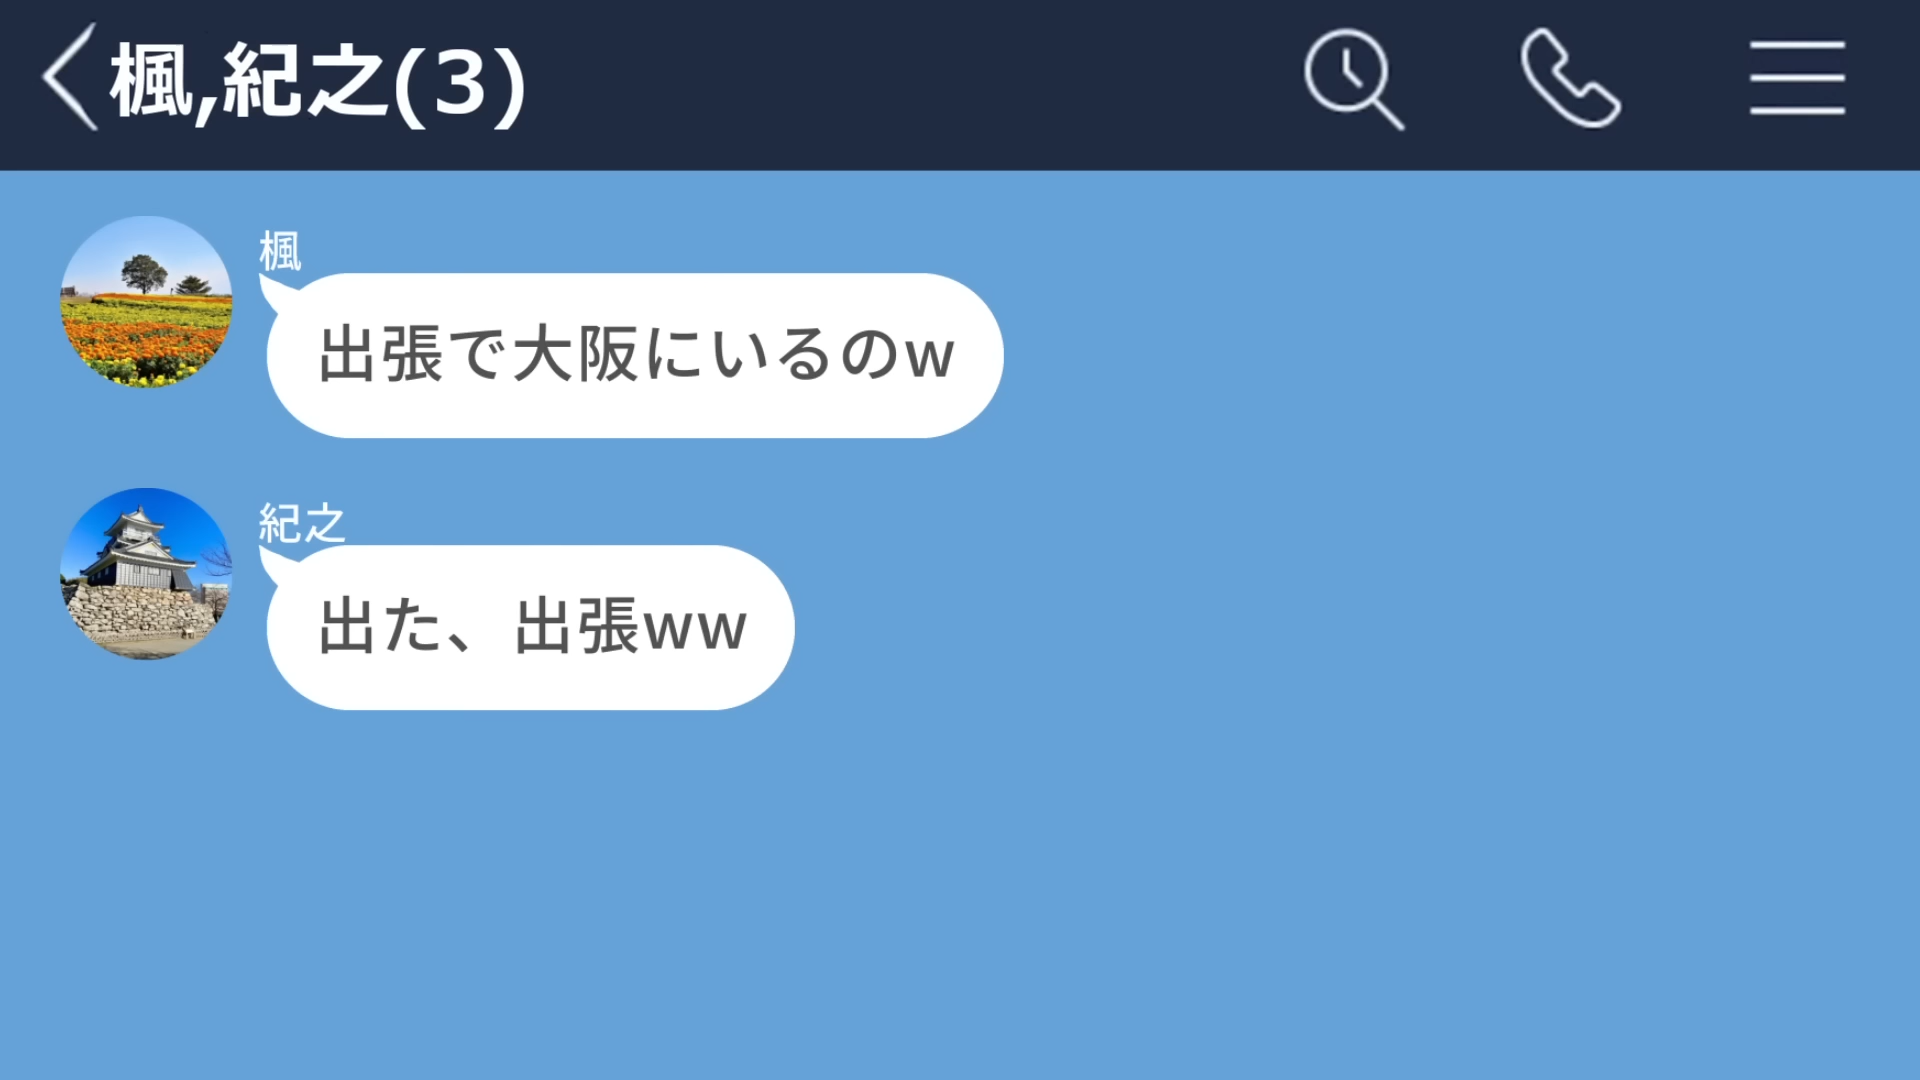 楓,紀之(3)
楓
出張で大阪にいるのw
紀之
出た、出張ww